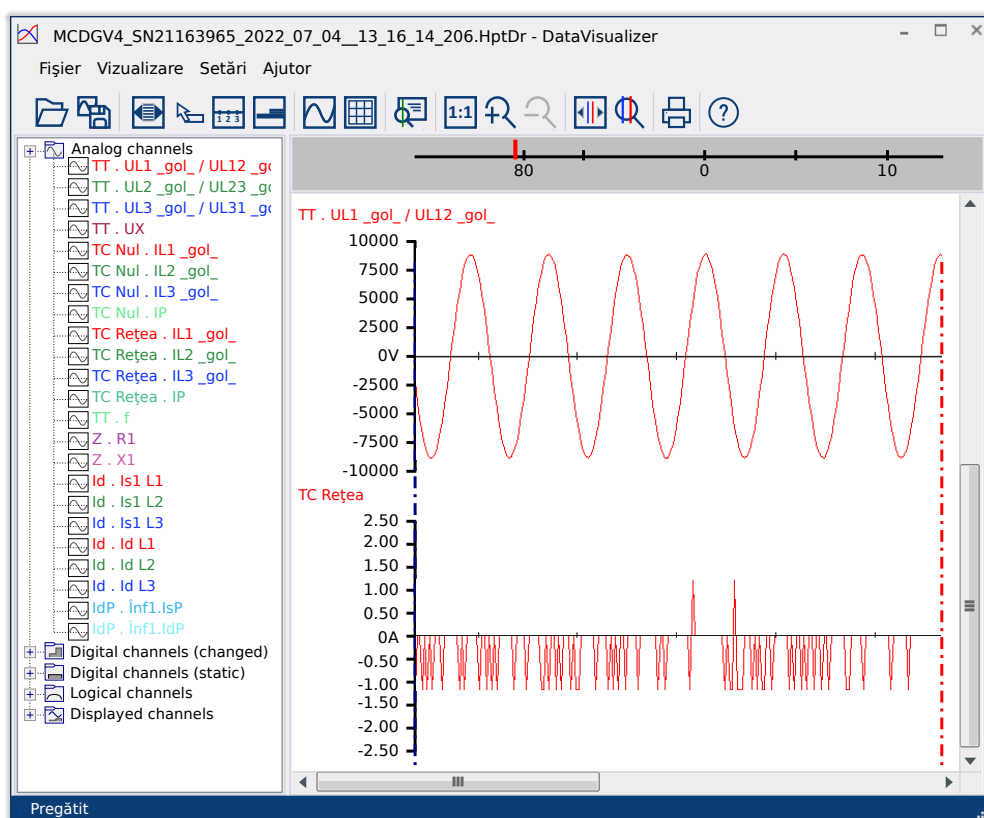 MCDGV4_SN21163965_2022_07_04__13_16_14_206.HptDr - DataVisualizer
Fişier Vizualizare Setări Ajutor
1 2 3
1:1
?
Analog channels
TT . UL1 _gol_ / UL12 _go
TT . UL2 _gol_ / UL23 _go
TT . UL3 _gol_ / UL31 _go
TT . UX
TC Nul . IL1 _gol_
TC Nul . IL2 _gol_
TC Nul . IL3 _gol_
TC Nul . IP
TC Reţea . IL1 _gol_
TC Reţea . IL2 _gol_
TC Reţea . IL3 _gol_
TC Reţea . IP
TT . f
Z . R1
Z . X1
Id . Is1 L1
Id . Is1 L2
Id . Is1 L3
Id . Id L1
Id . Id L2
Id . Id L3
IdP . Înf1.IsP
IdP . Înf1.IdP
Digital channels (changed)
Digital channels (static)
Logical channels
Displayed channels
80 0 10
TT . UL1 _gol_ / UL12 _gol_
10000
7500
5000
2500
0V
-2500
-5000
-7500
-10000
TC Reţea
2.50
2.00
1.50
1.00
0.50
0A
-0.50
-1.00
-1.50
-2.00
-2.50
Pregătit